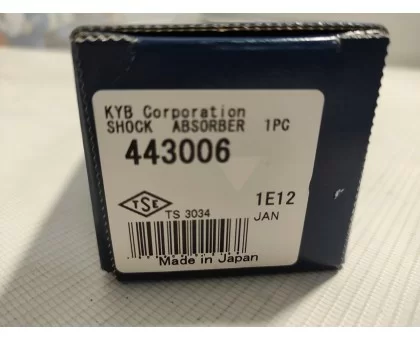 KYB Corporation
SHOCK ABSORBER 1PC
443006
TSE
TS 3034
1E12
JAN
Made in Japan